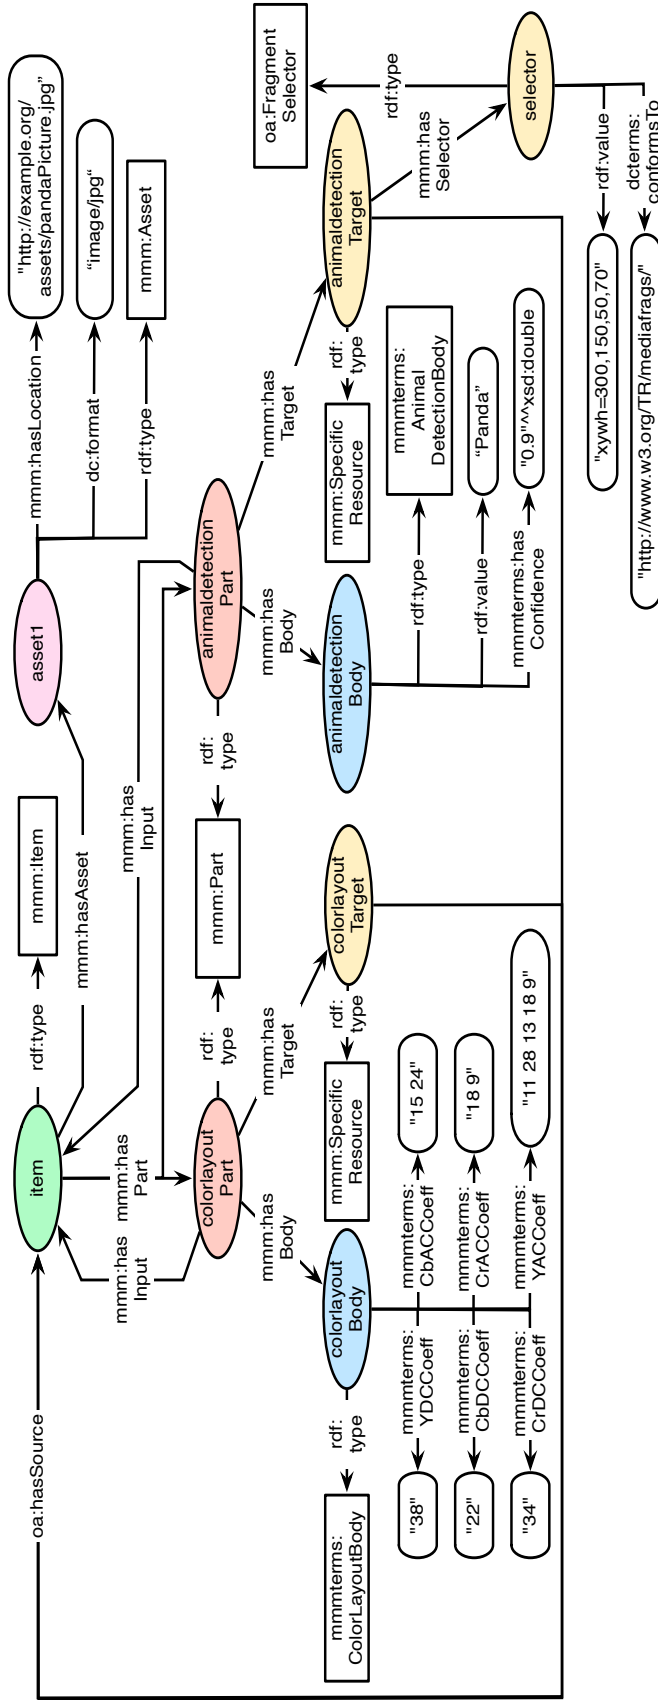 oa:hasSource
item
rdf:type
mmm:Item
mmm:hasAsset
asset1
mmm:hasLocation
"http://example.org/
assets/pandaPicture.jpg"
dc:format
“image/jpg”
rdf:type
mmm:Asset
mmm:has
Input
mmm:has
Part
mmm:has
Input
colorlayout
Part
rdf:
type
mmm:Part
rdf:
type
animaldetection
Part
mmm:has
Body
mmm:has
Target
mmm:has
Body
mmm:has
Target
mmmterms:
ColorLayoutBody
rdf:
type
colorlayout
Body
mmm:Specific
Resource
rdf:
type
colorlayout
Target
animaldetection
Body
mmm:Specific
Resource
rdf:
type
animaldetection
Target
oa:Fragment
Selector
rdf:type
mmm:has
Selector
selector
"38"
mmmterms:
YDCCoeff
mmmterms:
CbACCoeff
"15 24"
"22"
mmmterms:
CbDCCoeff
mmmterms:
CrACCoeff
"18 9"
"34"
mmmterms:
CrDCCoeff
mmmterms:
YACCoeff
"11 28 13 18 9"
rdf:type
mmmterms:
Animal
DetectionBody
rdf:value
“Panda”
mmmterms:has
Confidence
"0.9"^^xsd:double
rdf:value
"xywh=300,150,50,70"
dcterms:
conformsTo
"http://www.w3.org/TR/mediafrags/"